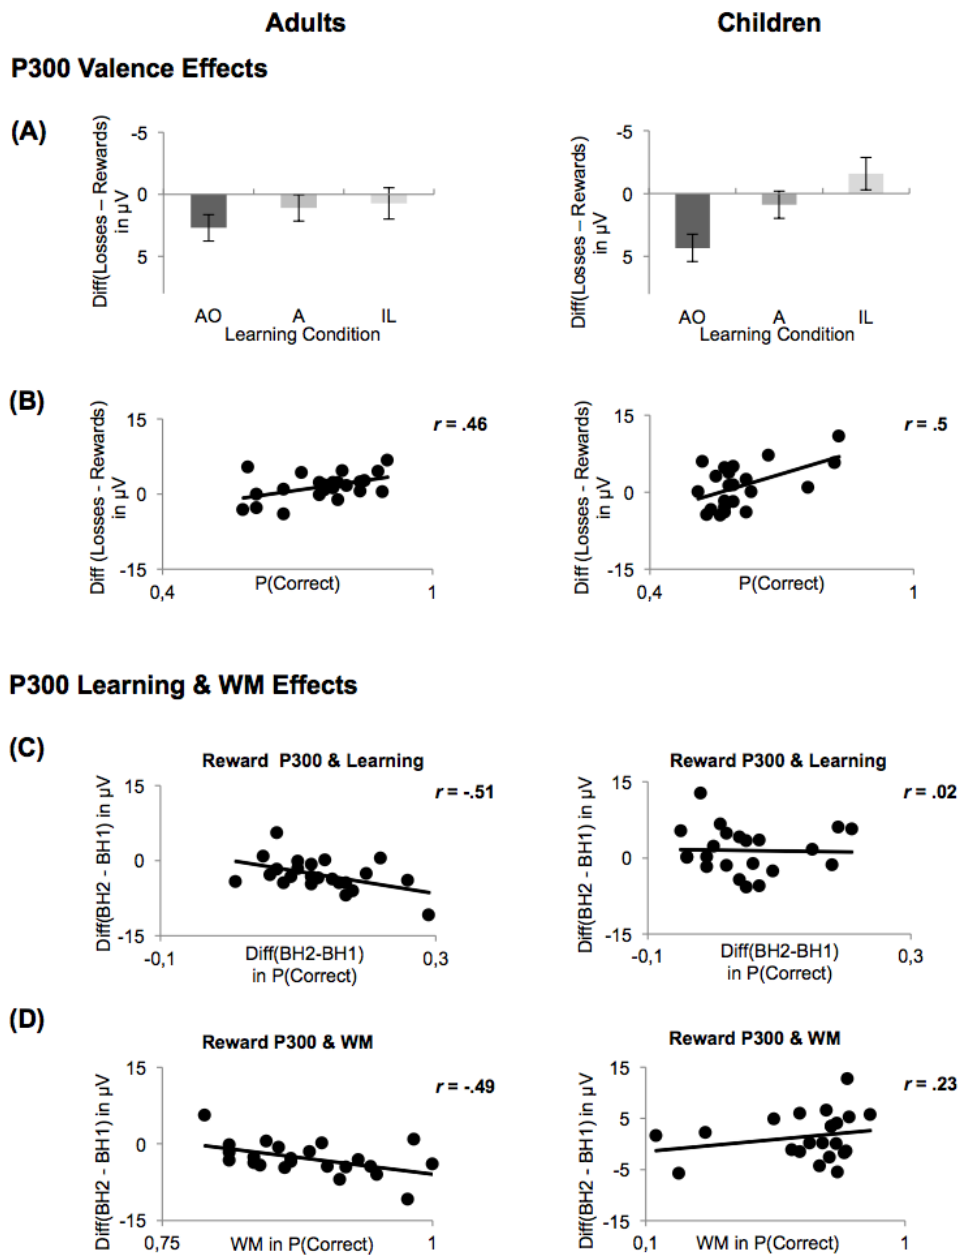 Adults
Children
P300 Valence Effects
(A)
Diff(Losses – Rewards)
in μV
-5
0
5
AO
A
IL
Learning Condition
Diff(Losses – Rewards)
in μV
-5
0
5
AO
A
IL
Learning Condition
(B)
Diff (Losses - Rewards)
in μV
15
0
-15
r = .46
0,4
P(Correct)
1
Diff (Losses - Rewards)
in μV
15
0
-15
r = .5
0,4
P(Correct)
1
P300 Learning & WM Effects
(C)
Reward P300 & Learning
Diff(BH2 - BH1) in μV
15
0
-15
r = -.51
-0,1
Diff(BH2-BH1)
in P(Correct)
0,3
Reward P300 & Learning
Diff(BH2 - BH1) in μV
15
0
-15
r = .02
-0,1
Diff(BH2-BH1)
in P(Correct)
0,3
(D)
Reward P300 & WM
Diff(BH2 - BH1) in μV
15
0
-15
r = -.49
0,75
WM in P(Correct)
1
Reward P300 & WM
Diff(BH2 - BH1) in μV
15
5
-5
-15
r = .23
0,1
WM in P(Correct)
1